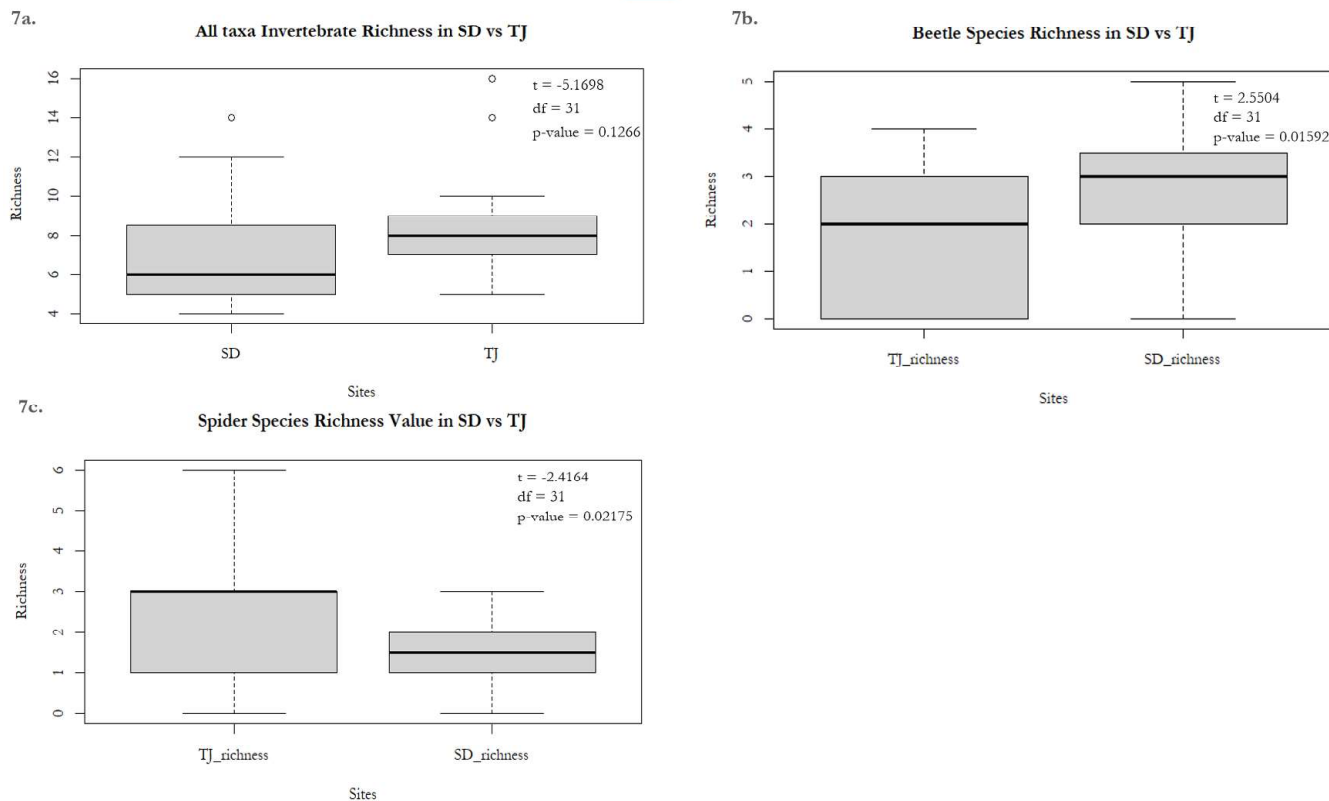 7a.
All taxa Invertebrate Richness in SD vs TJ
Richness
16
14
12
10
8
6
4
t = -5.1698
df = 31
p-value = 0.1266
SD
TJ
Sites
7b.
Beetle Species Richness in SD vs TJ
Richness
5
4
3
2
1
0
t = 2.5504
df = 31
p-value = 0.01592
TJ_richness
SD_richness
Sites
7c.
Spider Species Richness Value in SD vs TJ
Richness
6
5
4
3
2
1
0
t = -2.4164
df = 31
p-value = 0.02175
TJ_richness
SD_richness
Sites